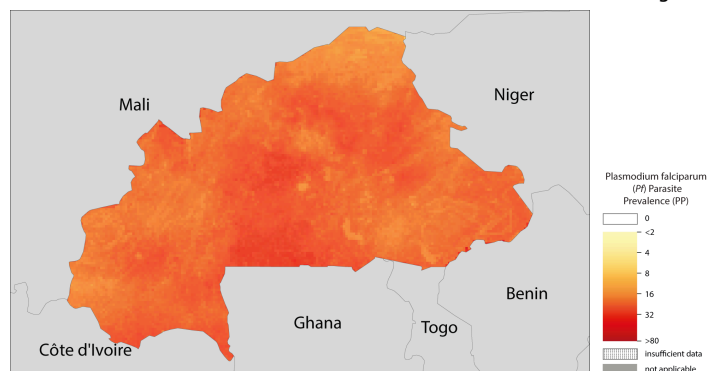 Mali
Niger
Benin
Ghana
Togo
Côte d'Ivoire
Plasmodium falciparum
(Pf) Parasite
Prevalence (PP)
0
<2
4
8
16
32
>80
insufficient data
not applicable